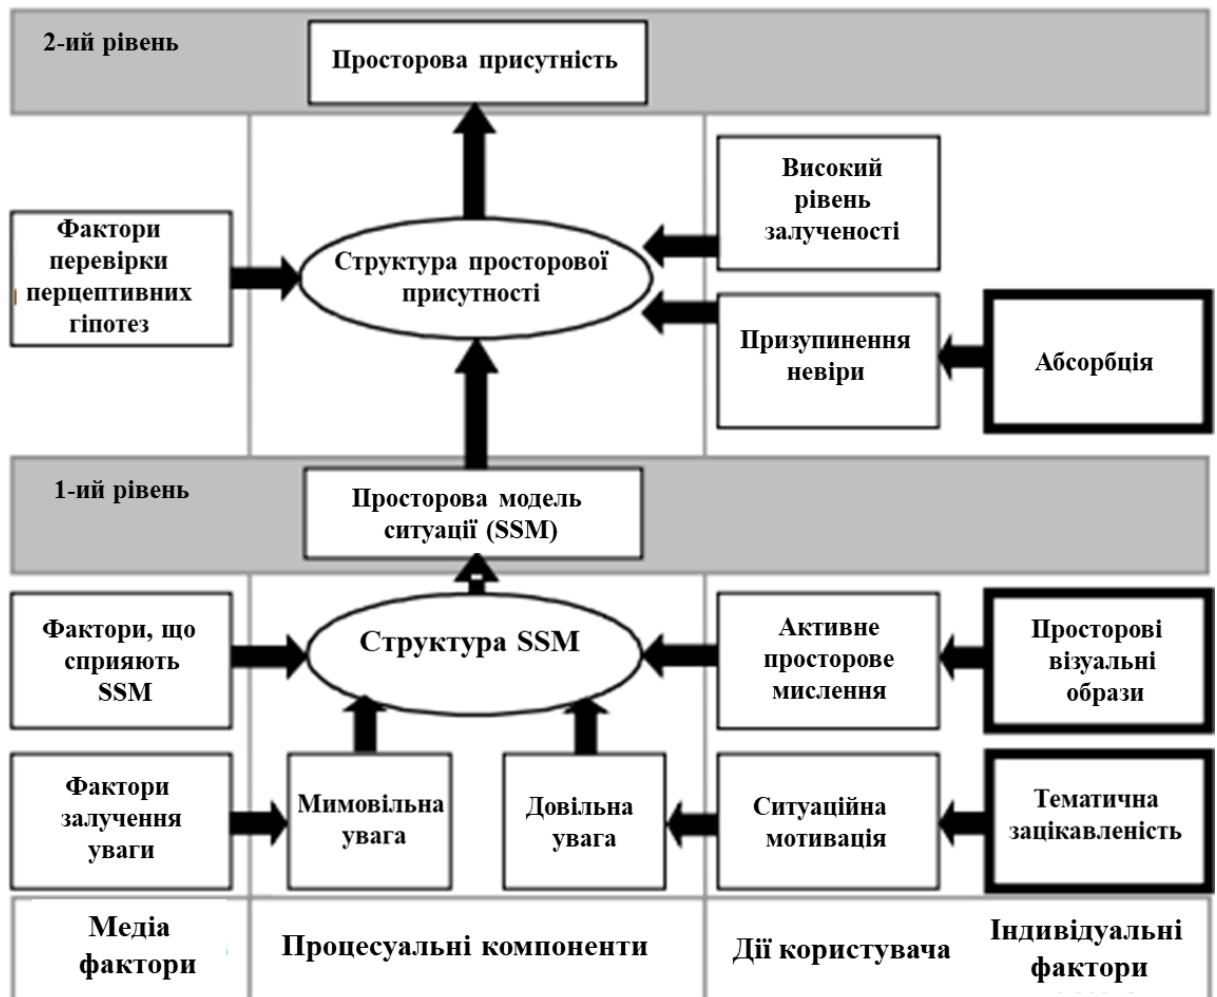 2-ий рівень
Просторова присутність
Високий
рівень
залученості
Фактори
перевірки
перцептивних
гіпотез
Структура просторової
присутності
Призупинення
невіри
Абсорбція
1-ий рівень
Просторова модель
ситуації (SSM)
Фактори, що
сприяють
SSM
Структура SSM
Активне
просторове
мислення
Просторові
візуальні
образи
Фактори
залучення
уваги
Мимовільна
увага
Довільна
увага
Ситуаційна
мотивація
Тематична
зацікавленість
Медіа
фактори
Процесуальні компоненти
Дії користувача
Індивідуальні
фактори